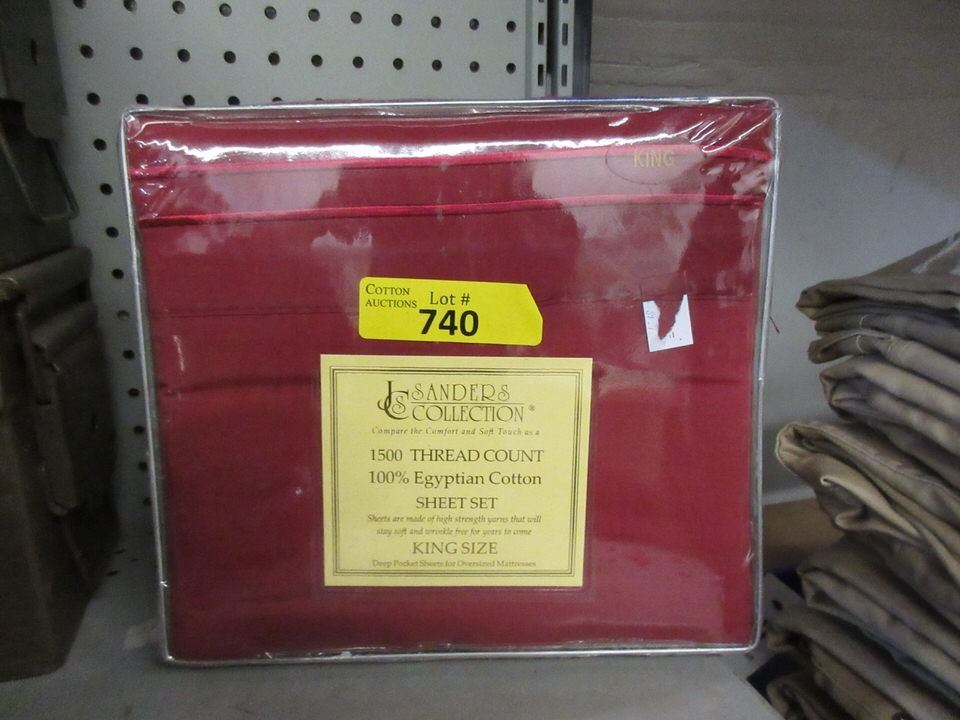 KING
COTTON
AUCTIONS
Lot #
740
JSC SANDERS
COLLECTION ®
Compare the Comfort and Soft Touch as a
1500 THREAD COUNT
100% Egyptian Cotton
SHEET SET
Sheets are made of high strength yarns that will
stay soft and wrinkle free for years to come
KING SIZE
Deep Pocket Sheets for Oversized Mattresses